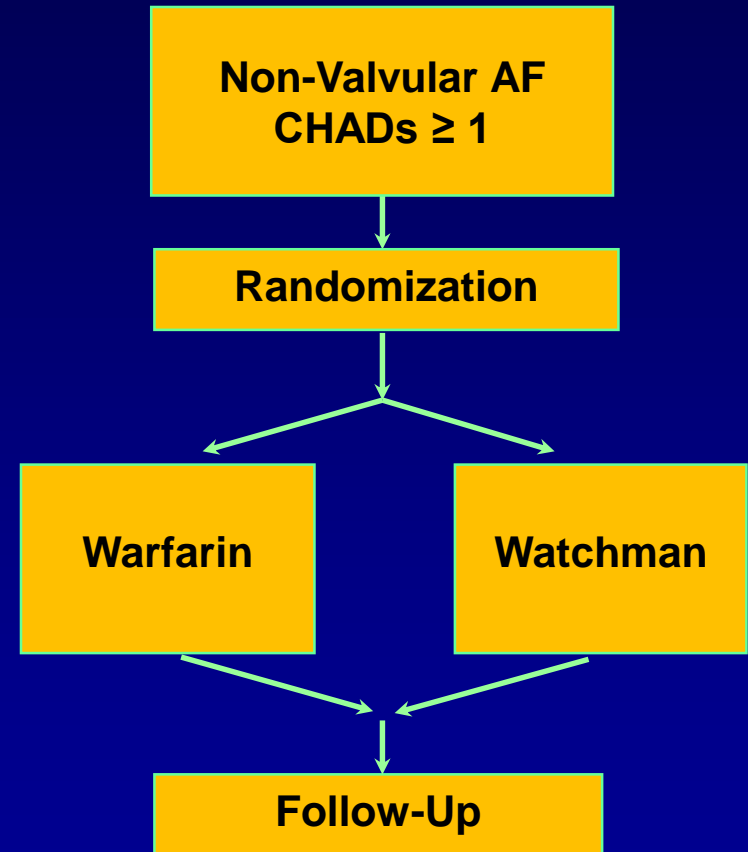 Non-Valvular AF
CHADs ≥ 1
Randomization
Warfarin
Watchman
Follow-Up